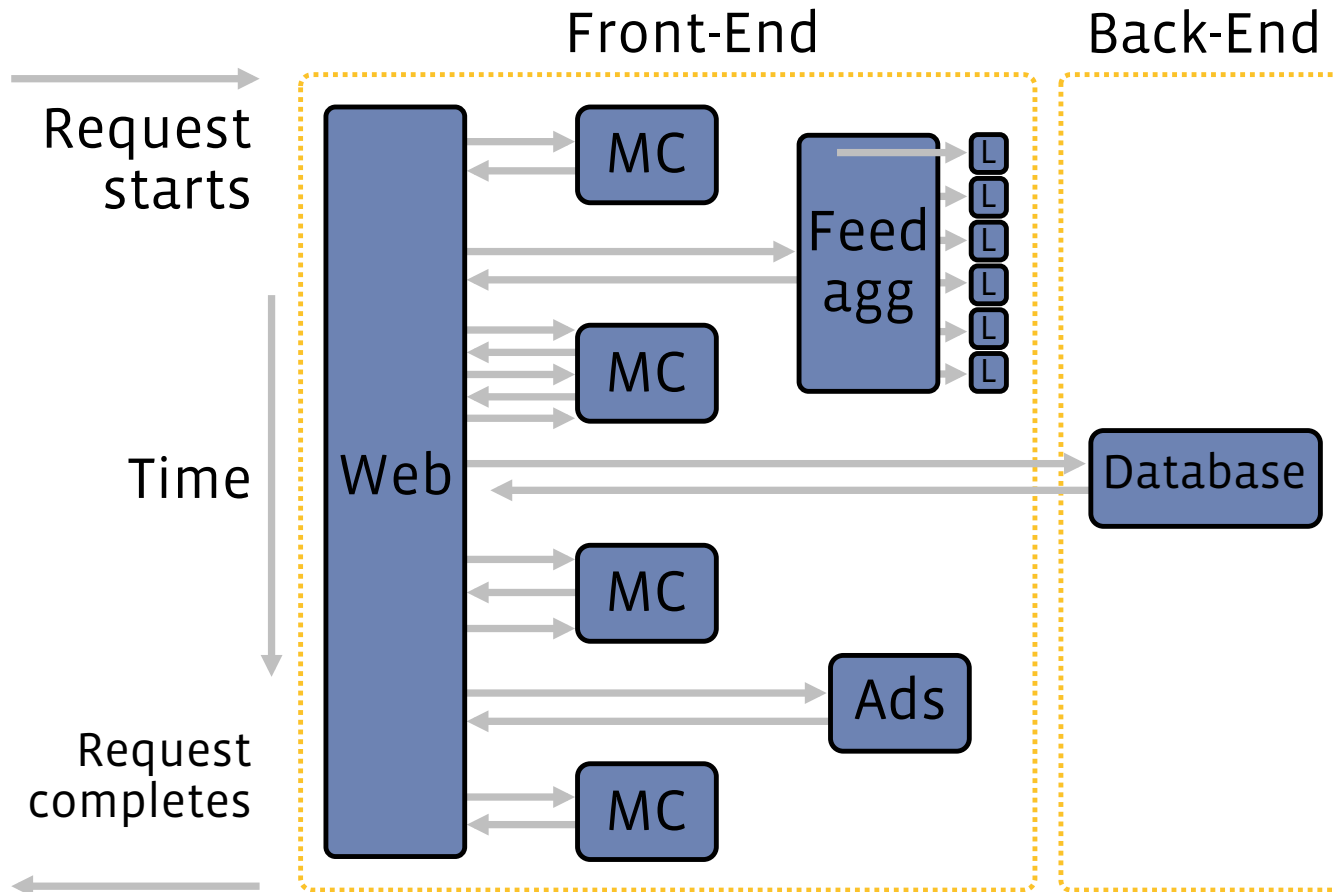 Front-End
Back-End
Request
starts
MC
Feed
agg
L
L
L
L
L
L
MC
Time
Web
Database
MC
Ads
Request
completes
MC